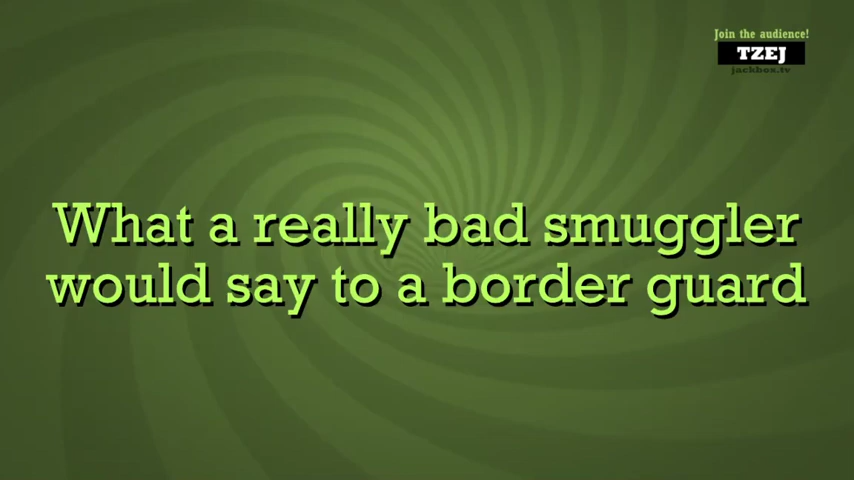 Join the audience!
TZEJ
jackbox.tv
What a really bad smuggler
would say to a border guard